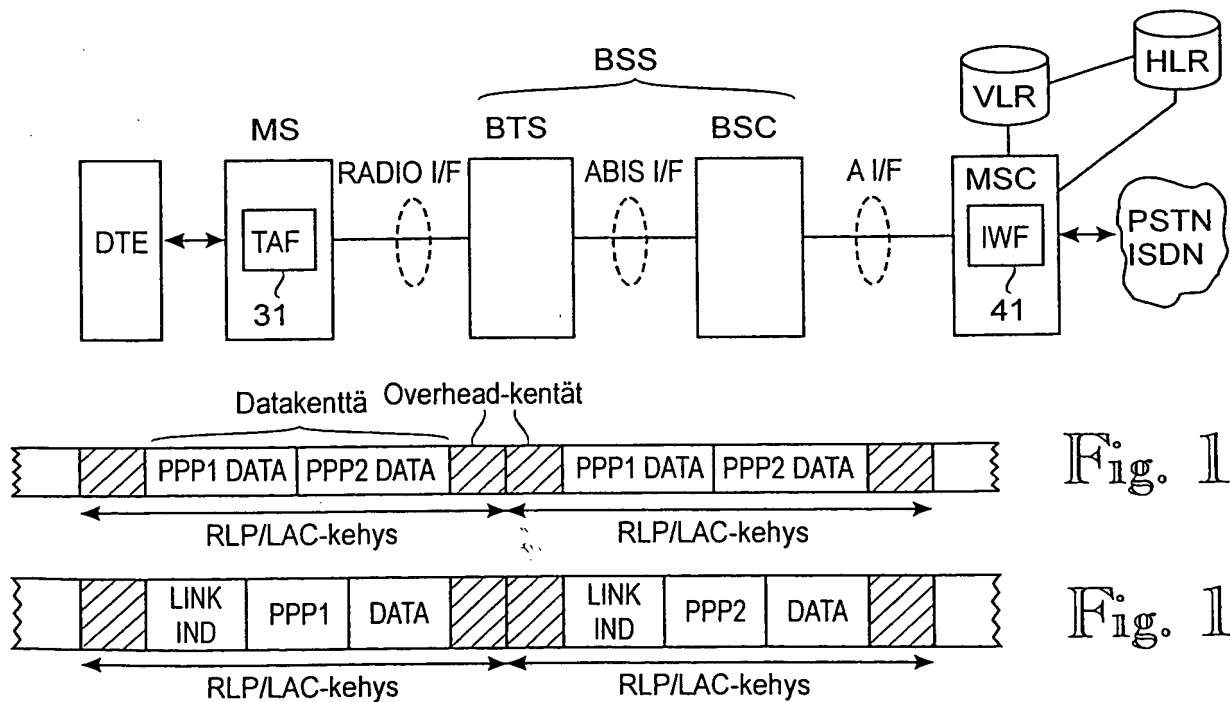 BSS
HLR
VLR
MS
BTS
BSC
RADIO I/F
ABIS I/F
A I/F
MSC
DTE
TAF
IWF
PSTN
ISDN
31
41
Datakenttä
Overhead-kentät
PPP1 DATA
PPP2 DATA
PPP1 DATA
PPP2 DATA
Fig. 1
RLP/LAC-kehys
RLP/LAC-kehys
LINK
IND
PPP1
DATA
LINK
IND
PPP2
DATA
Fig. 1
RLP/LAC-kehys
RLP/LAC-kehys